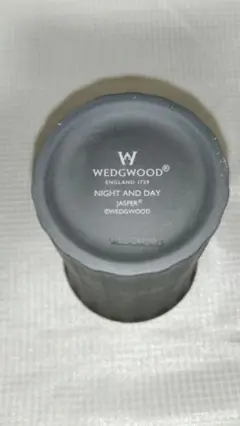 WEDGWOOD®
ENGLAND 1759
NIGHT AND DAY
JASPER®
©WEDGWOOD